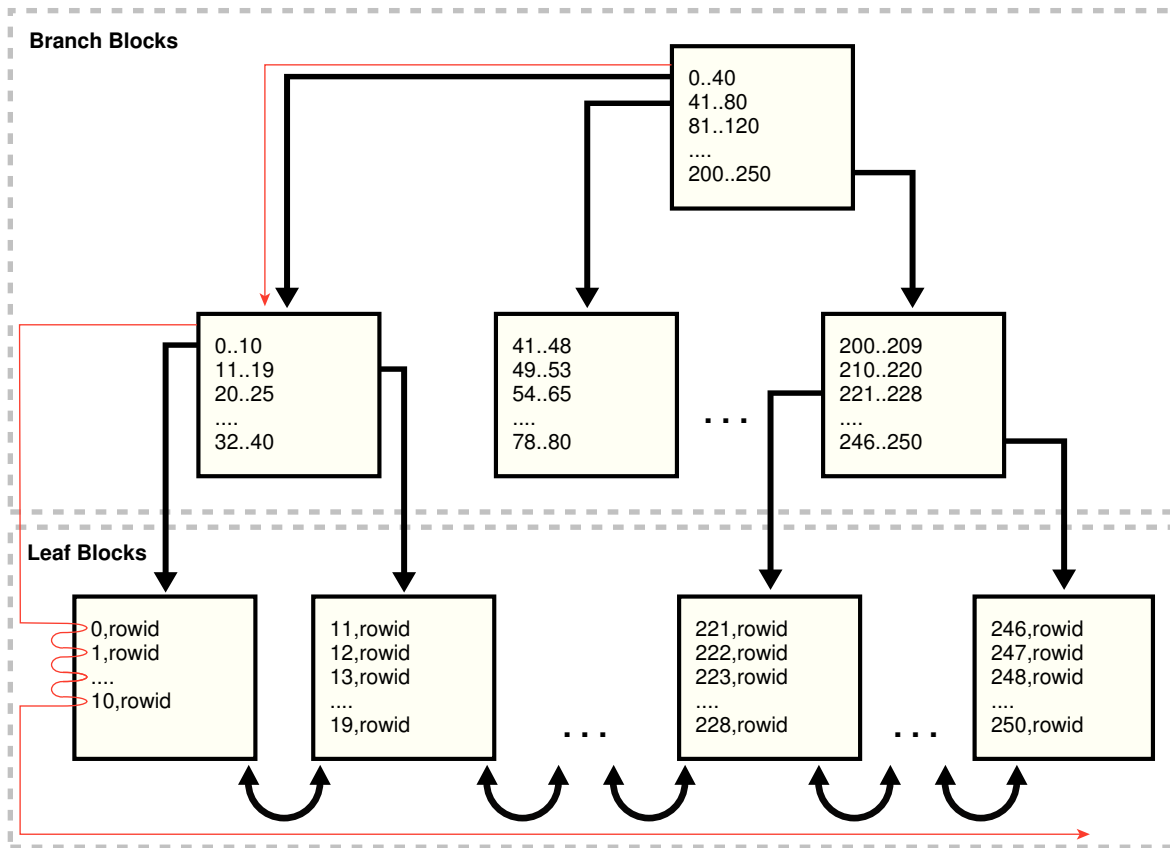 Branch Blocks
0..40
41..80
81..120
....
200..250
0..10
11..19
20..25
....
32..40
41..48
49..53
54..65
....
78..80
. . .
200..209
210..220
221..228
....
246..250
Leaf Blocks
0,rowid
1,rowid
....
10,rowid
11,rowid
12,rowid
13,rowid
....
19,rowid
. . .
221,rowid
222,rowid
223,rowid
....
228,rowid
. . .
246,rowid
247,rowid
248,rowid
....
250,rowid